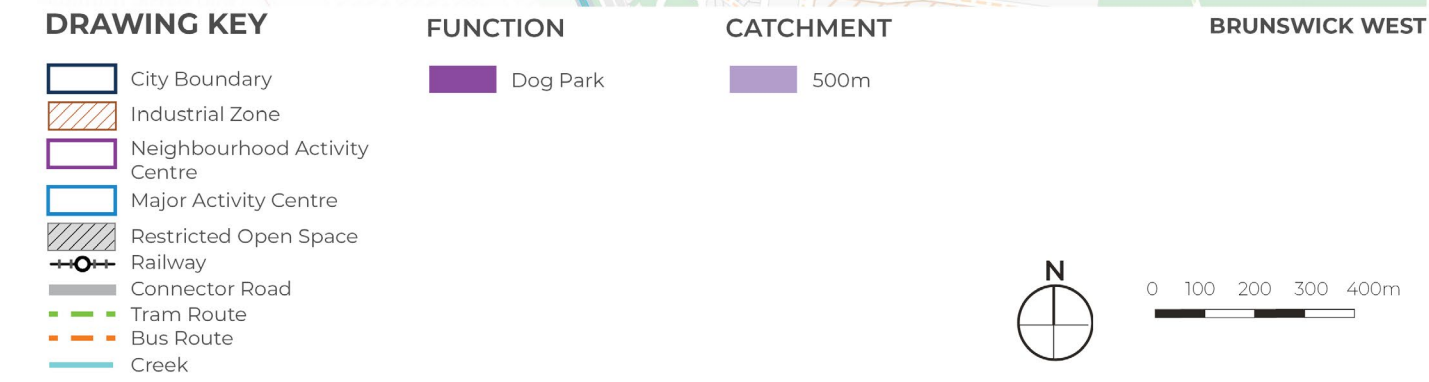 DRAWING KEY
City Boundary
Industrial Zone
Neighbourhood Activity
Centre
Major Activity Centre
Restricted Open Space
Railway
Connector Road
Tram Route
Bus Route
Creek
FUNCTION
Dog Park
CATCHMENT
500m
BRUNSWICK WEST
N
0 100 200 300 400m